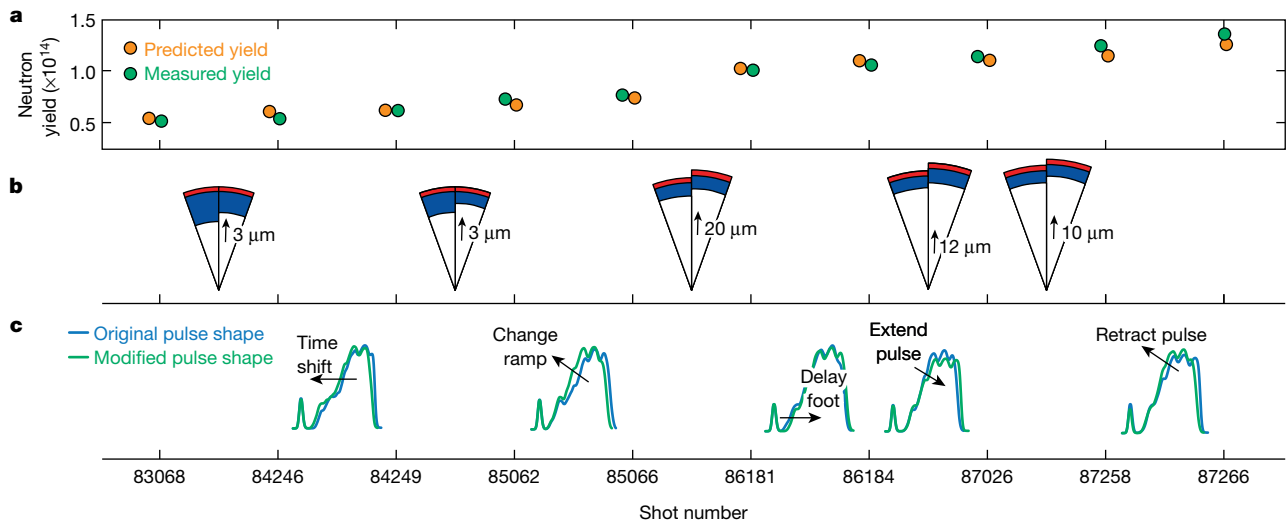 a
Neutron
yield (×10^14)
1.5
1.0
0.5
Predicted yield
Measured yield
b
3 μm
3 μm
20 μm
12 μm
10 μm
c
Original pulse shape
Modified pulse shape
Time
shift
Change
ramp
Delay
foot
Extend
pulse
Retract pulse
83068 84246 84249 85062 85066 86181 86184 87026 87258 87266
Shot number